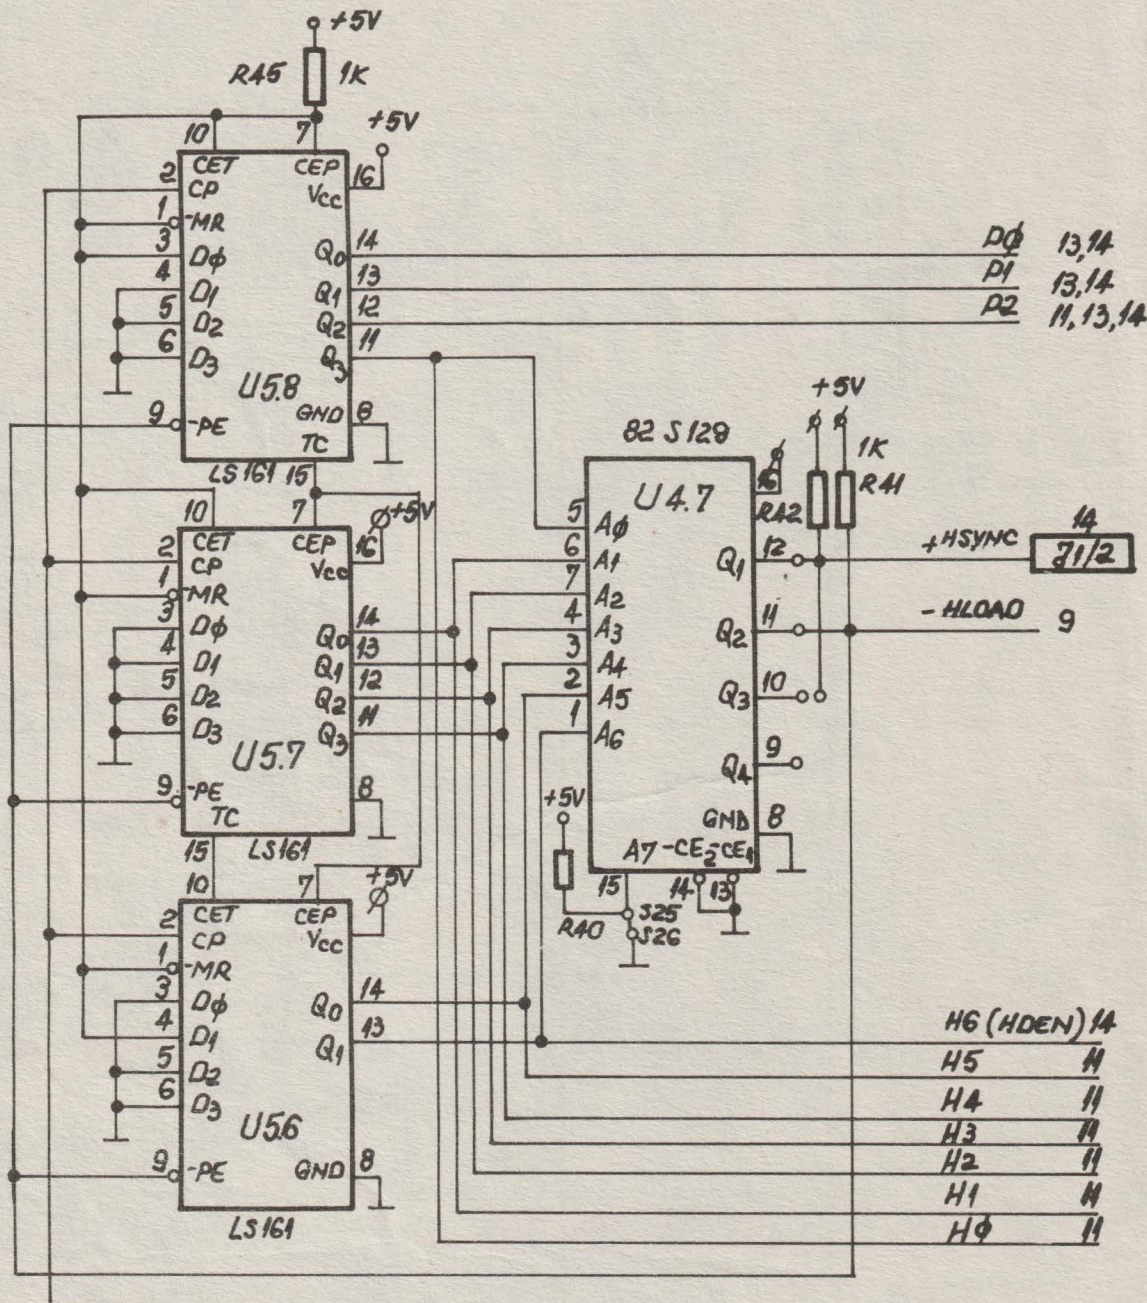 +5V
R45 1K
10 7 +5V
CET CEP
2 CP Vcc 16
1 -MR
3 Dϕ Q0 14 Pϕ 13,14
4 D1 Q1 13 P1 13,14
5 D2 Q2 12 P2 11,13,14
6 D3 Q3 11
U5.8
9 -PE GND 8
TC
LS161 15
+5V
82S129 1K
U4.7 16 R42 R41
10 7 +5V
CET CEP 16
2 CP Vcc
1 -MR
3 Dϕ Q0 14
4 D1 Q1 13
5 D2 Q2 12
6 D3 Q3 11
U5.7
9 -PE 8
TC
15 LS161
5 Aϕ
6 A1 Q1 12 +HSYNC 14 J1/2
7 A2
4 A3 Q2 11 -HLOAD 9
3 A4
2 A5 Q3 10
1 A6
Q4 9
+5V
GND 8
A7 -CE2 -CE1
15 14 13
R40 S25
S26
10 7 +5V
CET CEP
2 CP Vcc
1 -MR
3 Dϕ Q0 14
4 D1 Q1 13
5 D2
6 D3
U5.6
9 -PE GND 8
LS161
H6 (HDEN) 14
H5 11
H4 11
H3 11
H2 11
H1 11
Hϕ 11